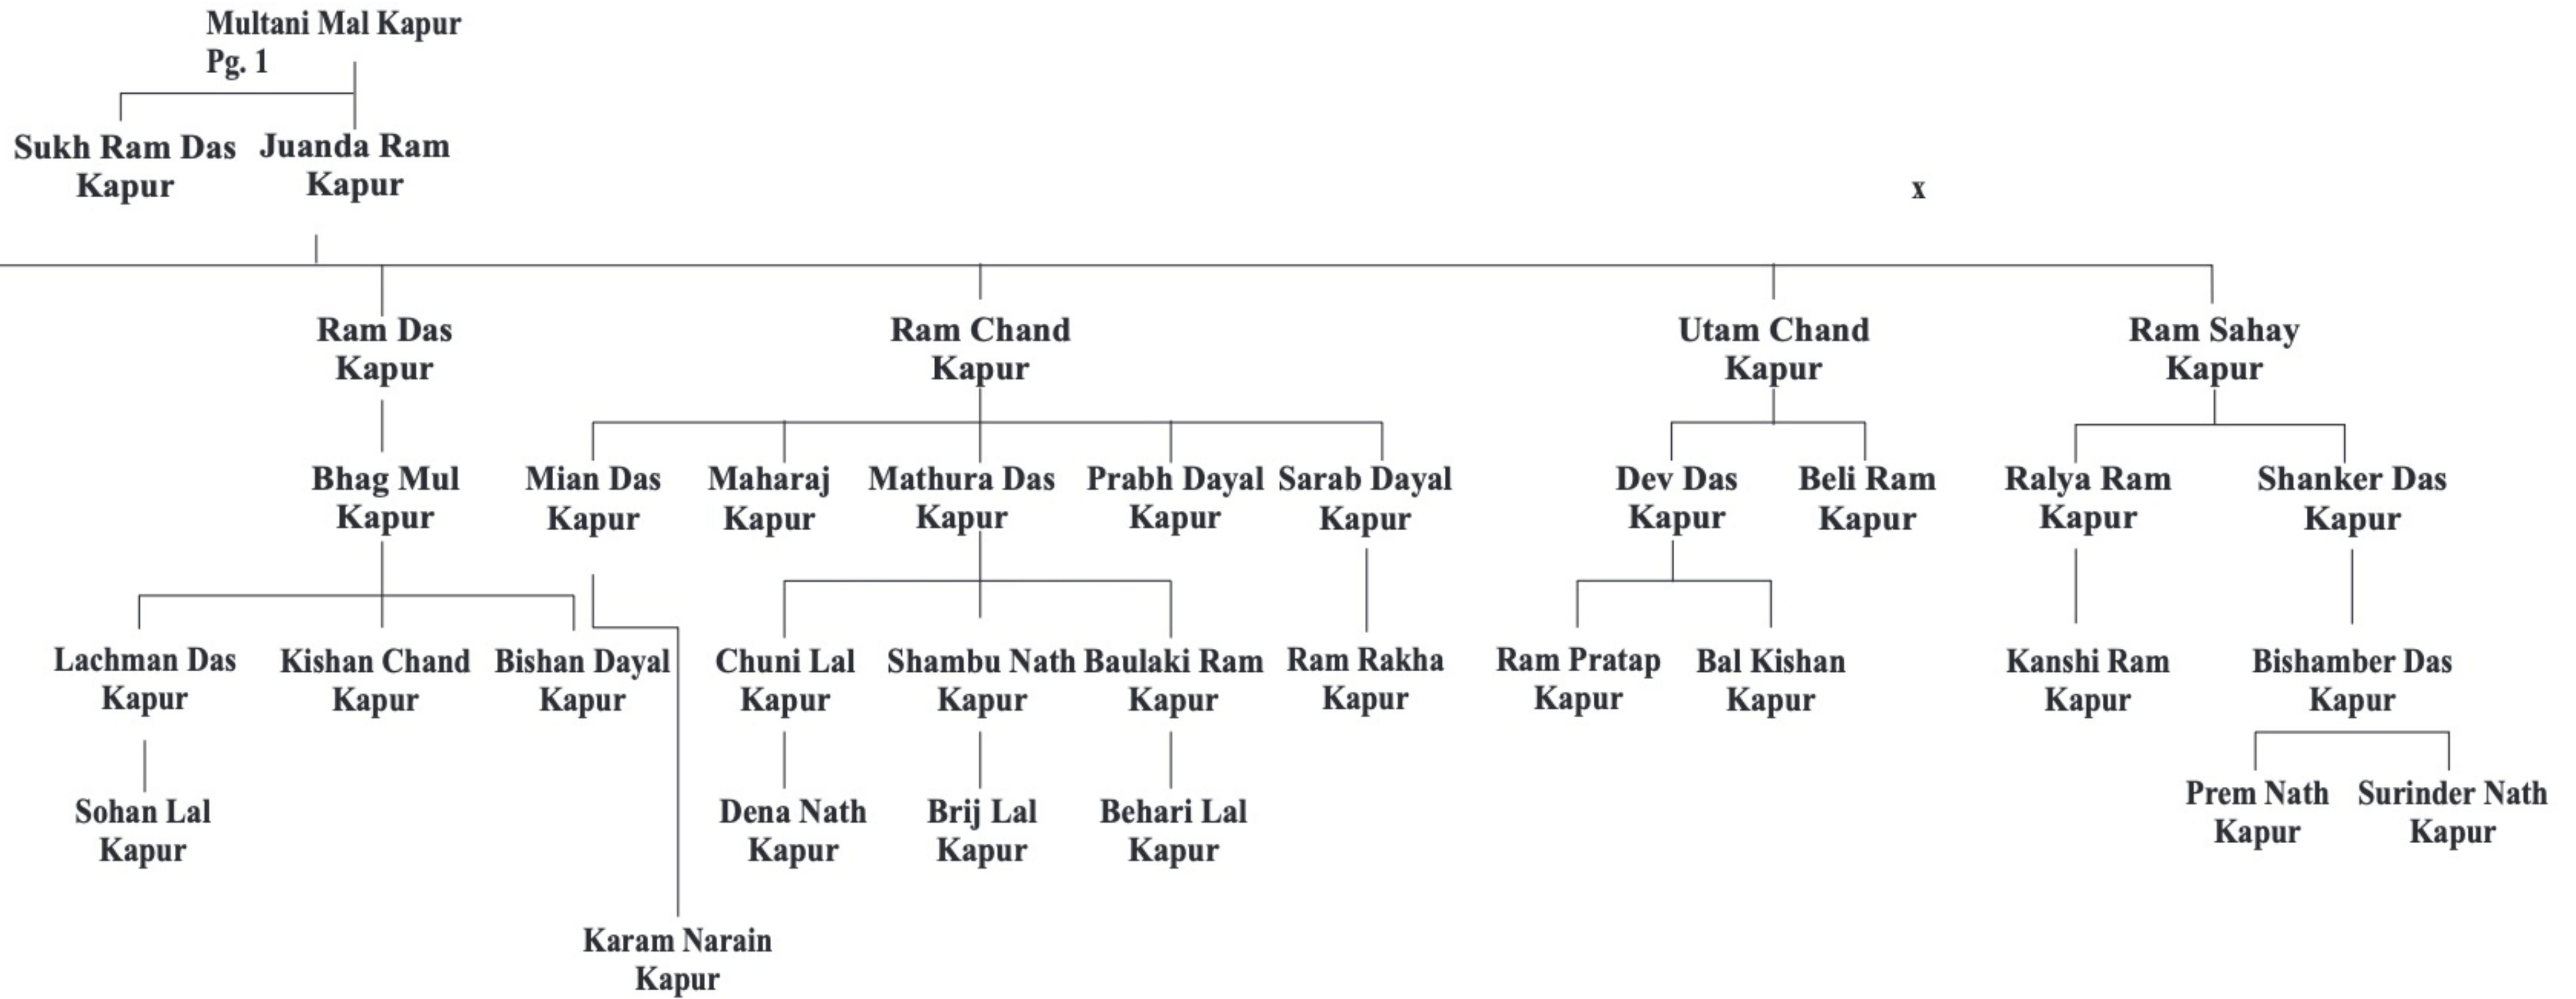 Multani Mal Kapur
Pg. 1
Sukh Ram Das
Kapur
Juanda Ram
Kapur
x
Ram Das
Kapur
Ram Chand
Kapur
Utam Chand
Kapur
Ram Sahay
Kapur
Bhag Mul
Kapur
Mian Das
Kapur
Maharaj
Kapur
Mathura Das
Kapur
Prabh Dayal
Kapur
Sarab Dayal
Kapur
Dev Das
Kapur
Beli Ram
Kapur
Ralya Ram
Kapur
Shanker Das
Kapur
Lachman Das
Kapur
Kishan Chand
Kapur
Bishan Dayal
Kapur
Chuni Lal
Kapur
Shambu Nath
Kapur
Baulaki Ram
Kapur
Ram Rakha
Kapur
Ram Pratap
Kapur
Bal Kishan
Kapur
Kanshi Ram
Kapur
Bishamber Das
Kapur
Sohan Lal
Kapur
Dena Nath
Kapur
Brij Lal
Kapur
Behari Lal
Kapur
Prem Nath
Kapur
Surinder Nath
Kapur
Karam Narain
Kapur